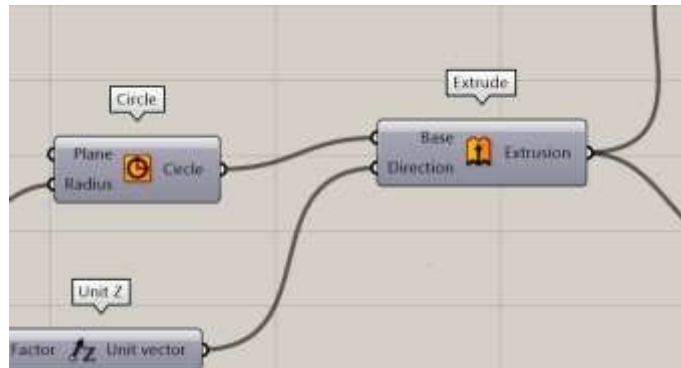 Extrude
Circle
Base
Direction
Extrusion
Plane
Radius
Circle
Unit Z
Factor
Z
Unit vector